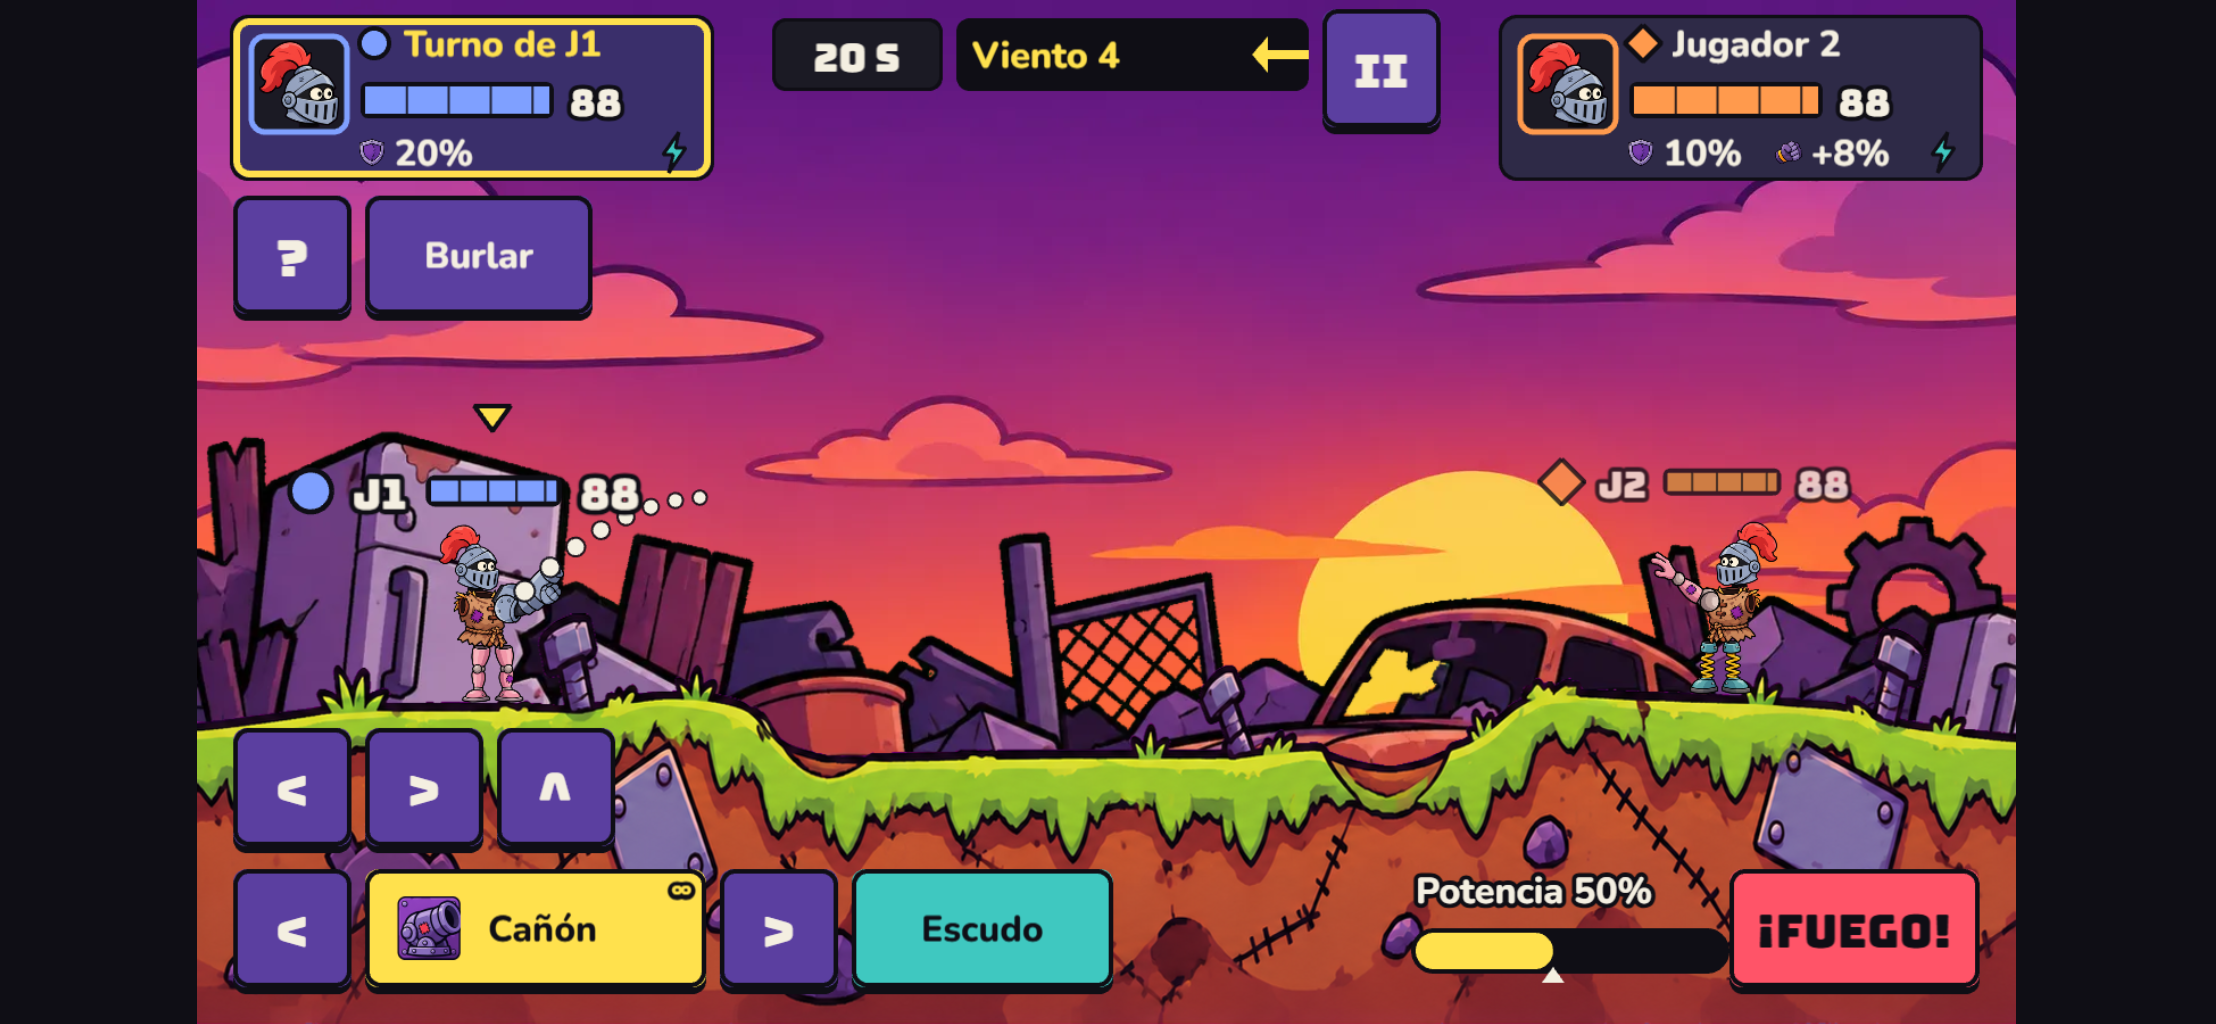 Turno de J1
88
20%
20 S
Viento 4
II
Jugador 2
88
10% +8%
?
Burlar
J1 88
J2 88
< > ^
<
Cañón
∞
>
Escudo
Potencia 50%
¡FUEGO!